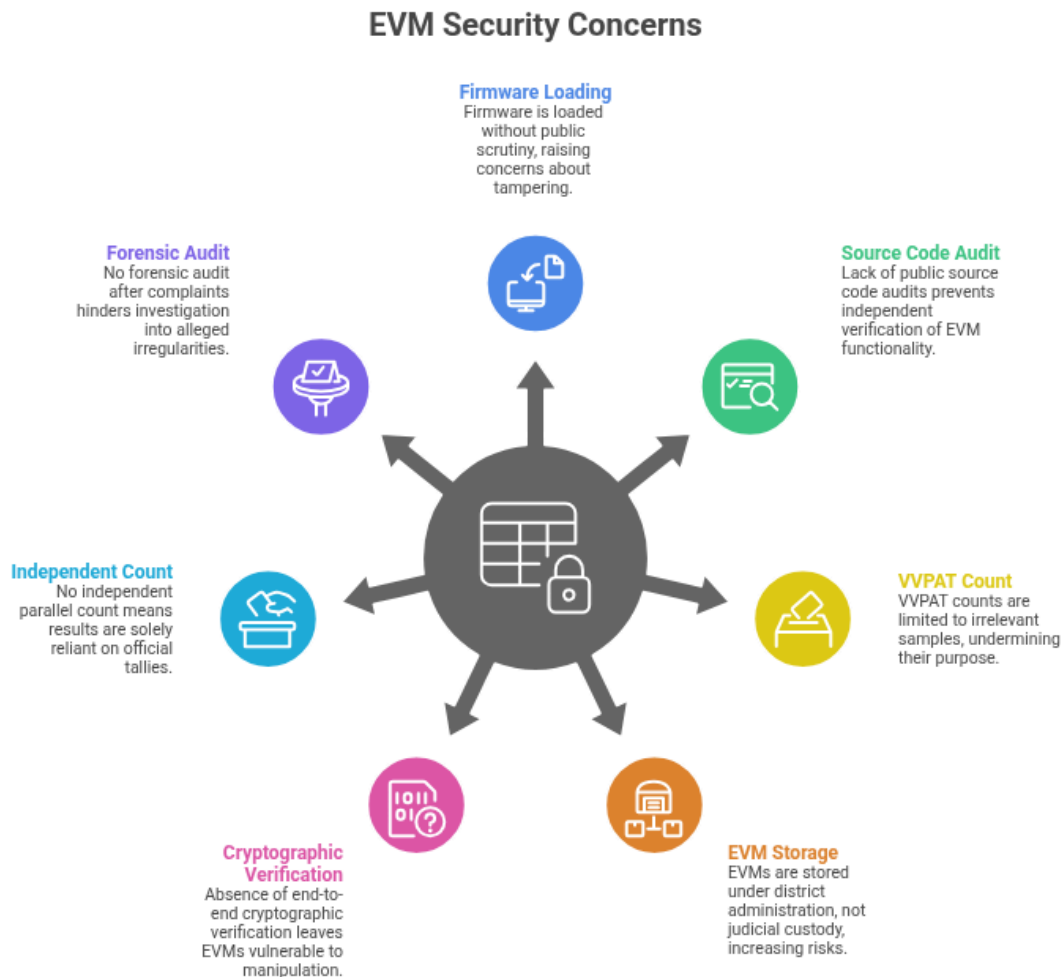 EVM Security Concerns
Firmware Loading
Firmware is loaded
without public
scrutiny, raising
concerns about
tampering.
Forensic Audit
No forensic audit
after complaints
hinders investigation
into alleged
irregularities.
Source Code Audit
Lack of public source
code audits prevents
independent
verification of EVM
functionality.
Independent Count
No independent
parallel count means
results are solely
reliant on official
tallies.
VVPAT Count
VVPAT counts are
limited to irrelevant
samples, undermining
their purpose.
Cryptographic
Verification
Absence of end-to-
end cryptographic
verification leaves
EVMs vulnerable to
manipulation.
EVM Storage
EVMs are stored
under district
administration, not
judicial custody,
increasing risks.